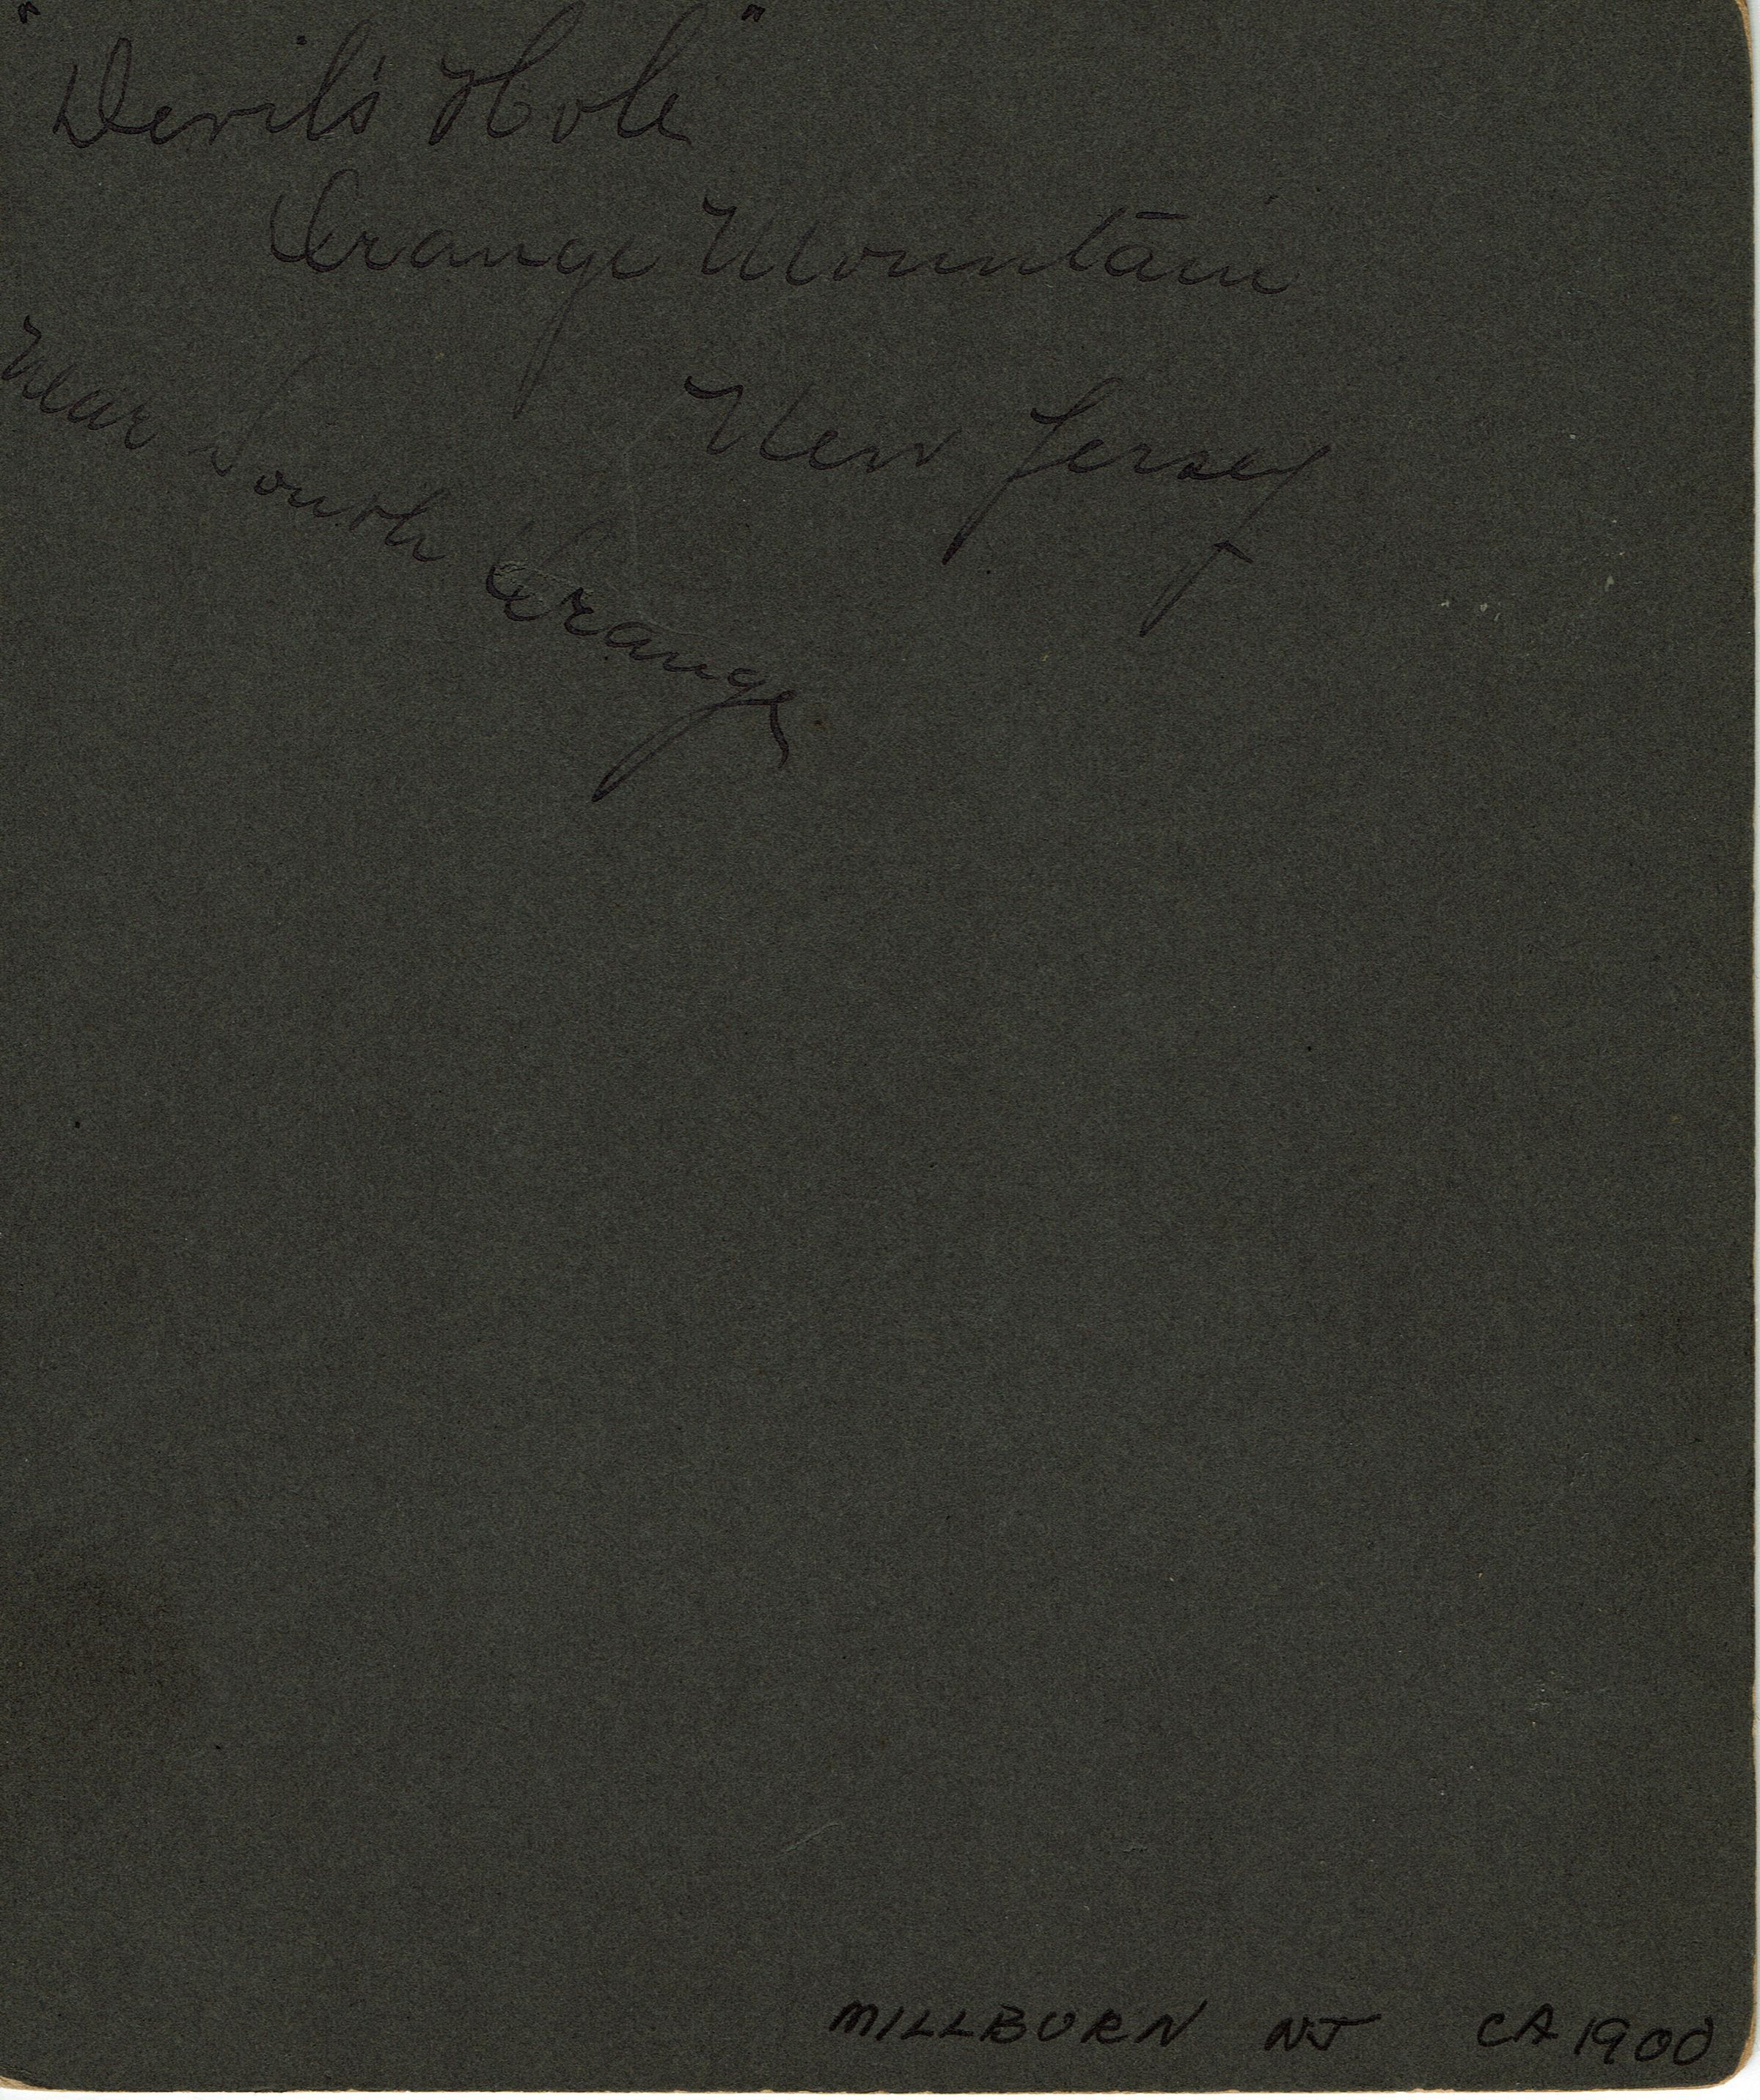 "Devil's Hole"
Orange Mountain
New Jersey
Near South Orange
MILLBURN NJ CA 1900